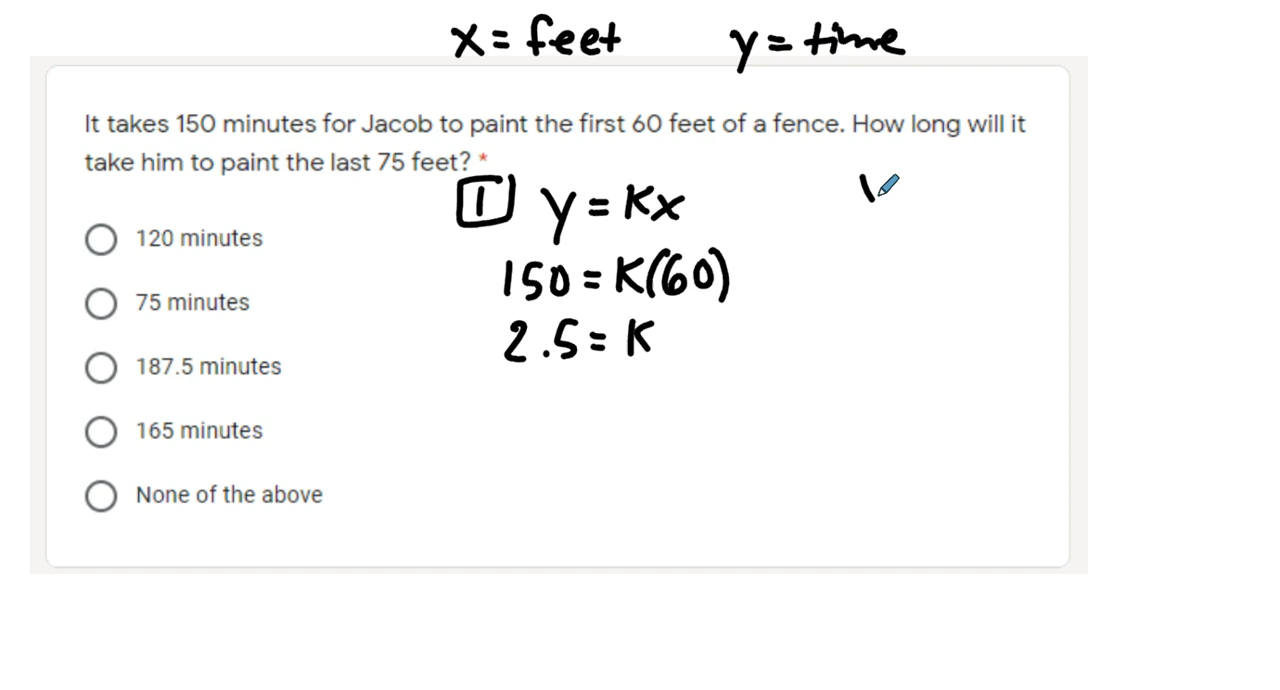 x = feet y = time
It takes 150 minutes for Jacob to paint the first 60 feet of a fence. How long will it
take him to paint the last 75 feet? *
1 y = Kx
120 minutes
150 = K(60)
75 minutes
2.5 = K
187.5 minutes
165 minutes
None of the above